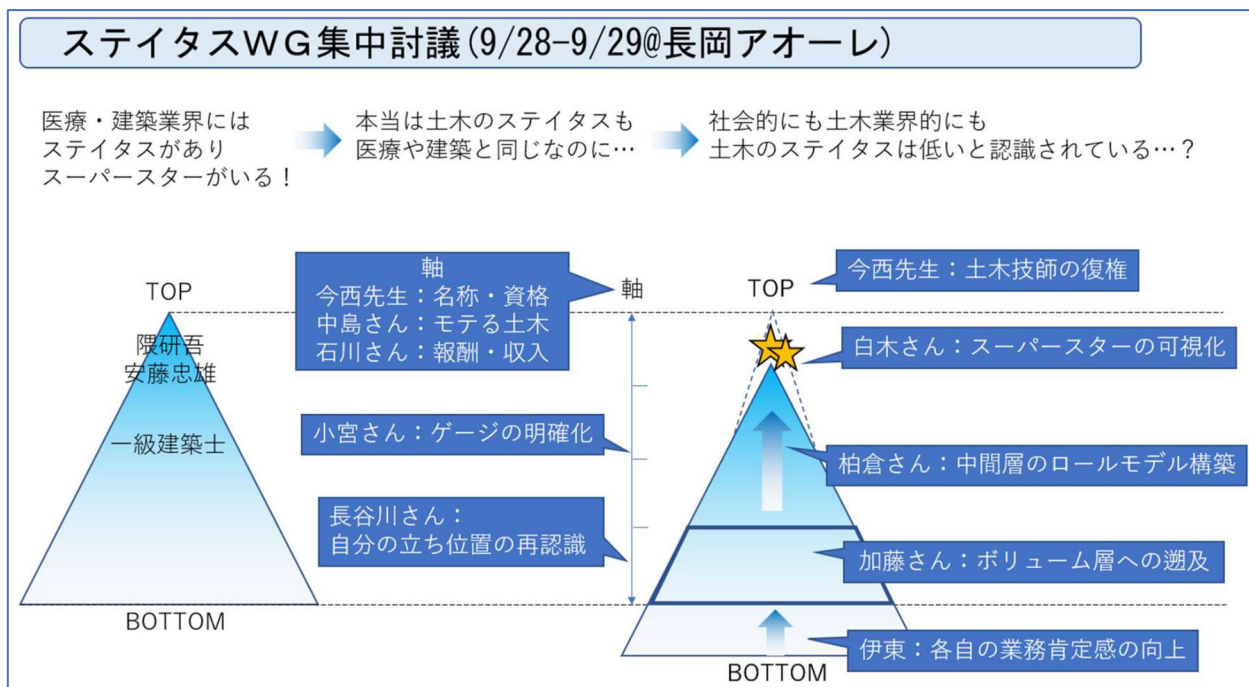 ステイタスＷＧ集中討議(9/28-9/29@長岡アオーレ)
医療・建築業界には
ステイタスがあり
スーパースターがいる！
本当は土木のステイタスも
医療や建築と同じなのに…
社会的にも土木業界的にも
土木のステイタスは低いと認識されている…？
TOP
隈研吾
安藤忠雄
一級建築士
BOTTOM
軸
今西先生：名称・資格
中島さん：モテる土木
石川さん：報酬・収入
軸
小宮さん：ゲージの明確化
長谷川さん：
自分の立ち位置の再認識
TOP
今西先生：土木技師の復権
白木さん：スーパースターの可視化
柏倉さん：中間層のロールモデル構築
加藤さん：ボリューム層への遡及
伊東：各自の業務肯定感の向上
BOTTOM